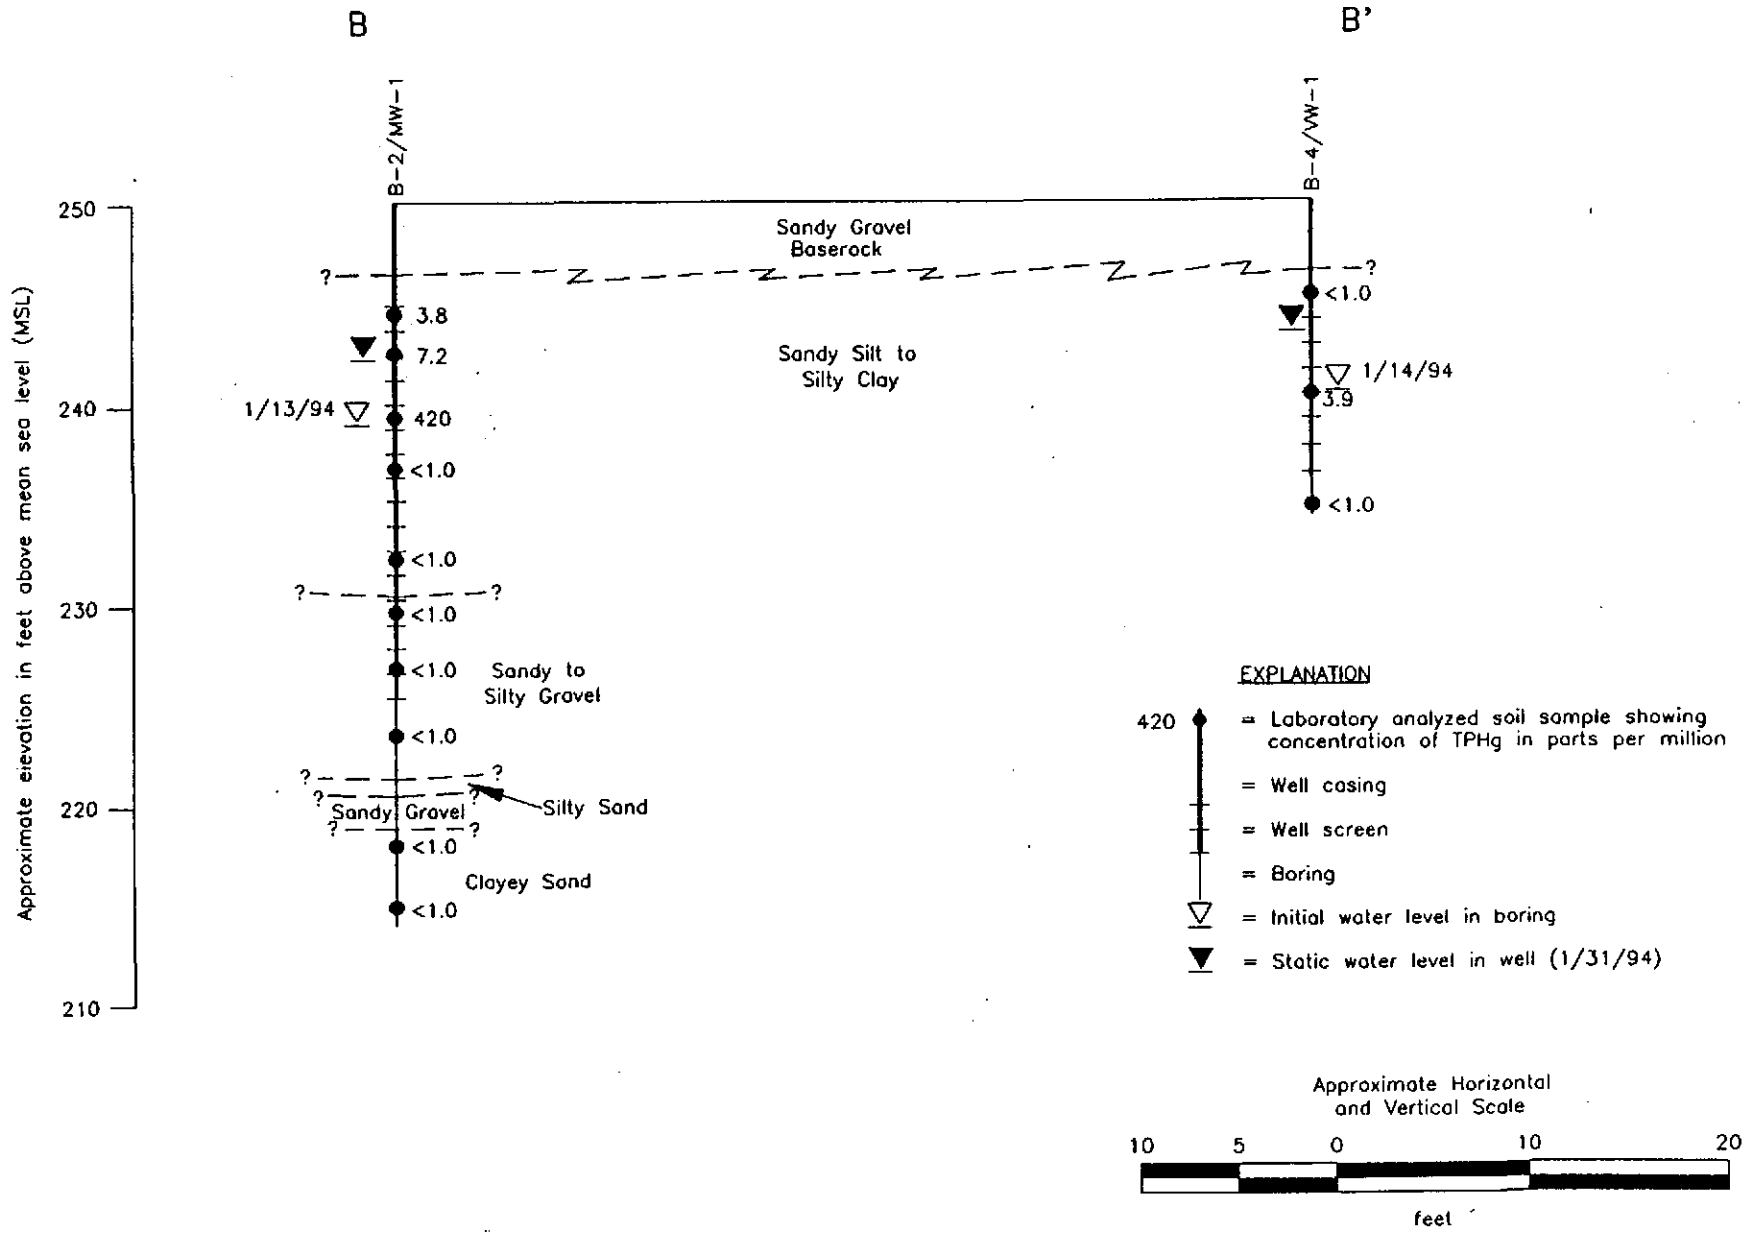 B
B'
B-2/MW-1
B-4/VW-1
Approximate elevation in feet above mean sea level (MSL)
250
240
230
220
210
Sandy Gravel
Baserock
?
?
3.8
7.2
1/13/94
420
<1.0
<1.0
<1.0
<1.0
<1.0
<1.0
<1.0
Sandy Silt to
Silty Clay
<1.0
1/14/94
3.9
<1.0
?
?
Sandy to
Silty Gravel
?
?
?
?
Silty Sand
Sandy Gravel
?
?
Clayey Sand
EXPLANATION
420
= Laboratory analyzed soil sample showing
concentration of TPHg in parts per million
= Well casing
= Well screen
= Boring
= Initial water level in boring
= Static water level in well (1/31/94)
Approximate Horizontal
and Vertical Scale
10 5 0 10 20
feet